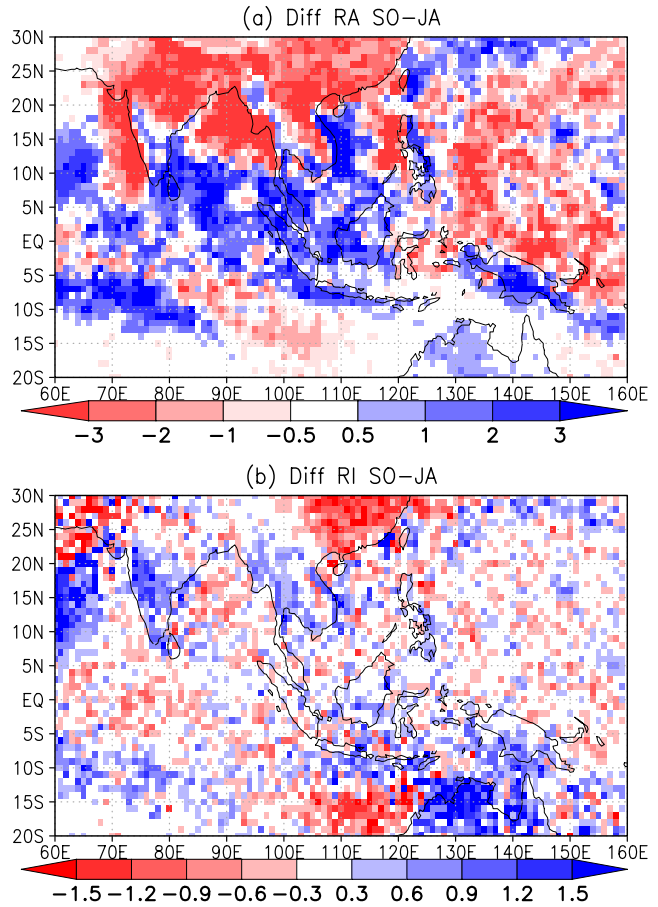 (a) Diff RA SO-JA
30N
25N
20N
15N
10N
5N
EQ
5S
10S
15S
20S
60E 70E 80E 90E 100E 110E 120E 130E 140E 150E 160E
-3 -2 -1 -0.5 0.5 1 2 3
(b) Diff RI SO-JA
30N
25N
20N
15N
10N
5N
EQ
5S
10S
15S
20S
60E 70E 80E 90E 100E 110E 120E 130E 140E 150E 160E
-1.5 -1.2 -0.9 -0.6 -0.3 0.3 0.6 0.9 1.2 1.5